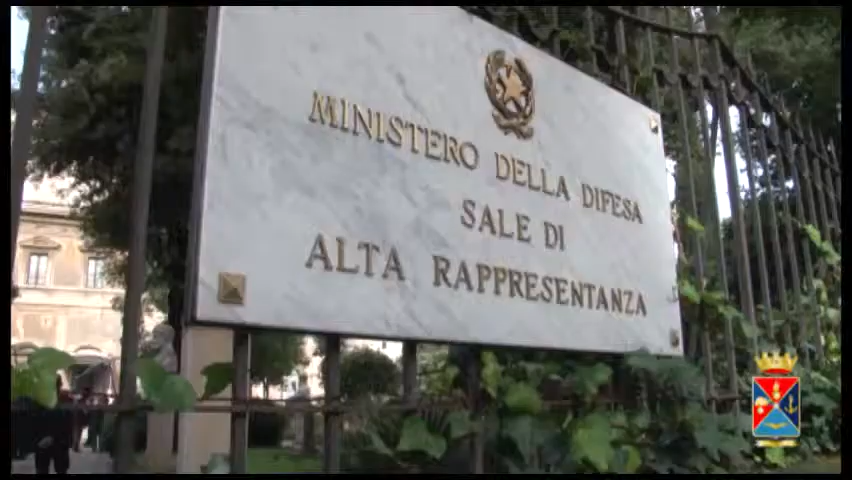 MINISTERO DELLA DIFESA
SALE DI
ALTA RAPPRESENTANZA